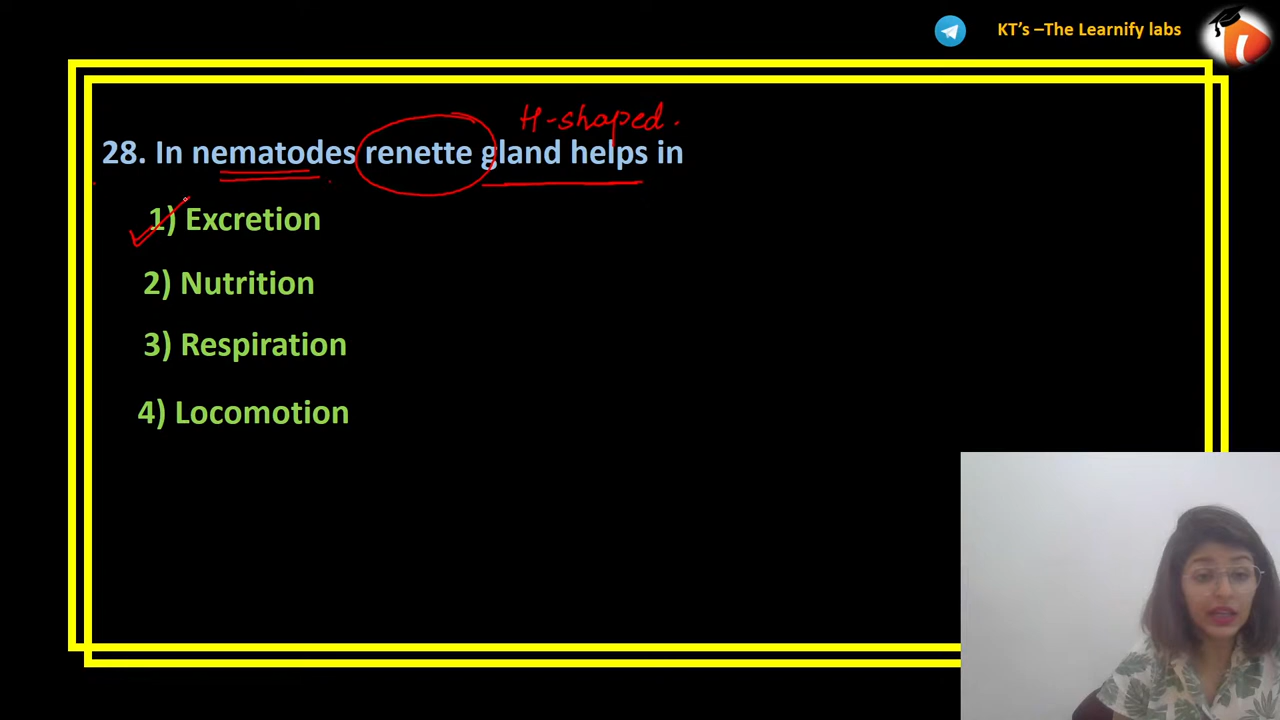 KT's –The Learnify labs
H-shaped.
28. In nematodes renette gland helps in
1) Excretion
2) Nutrition
3) Respiration
4) Locomotion